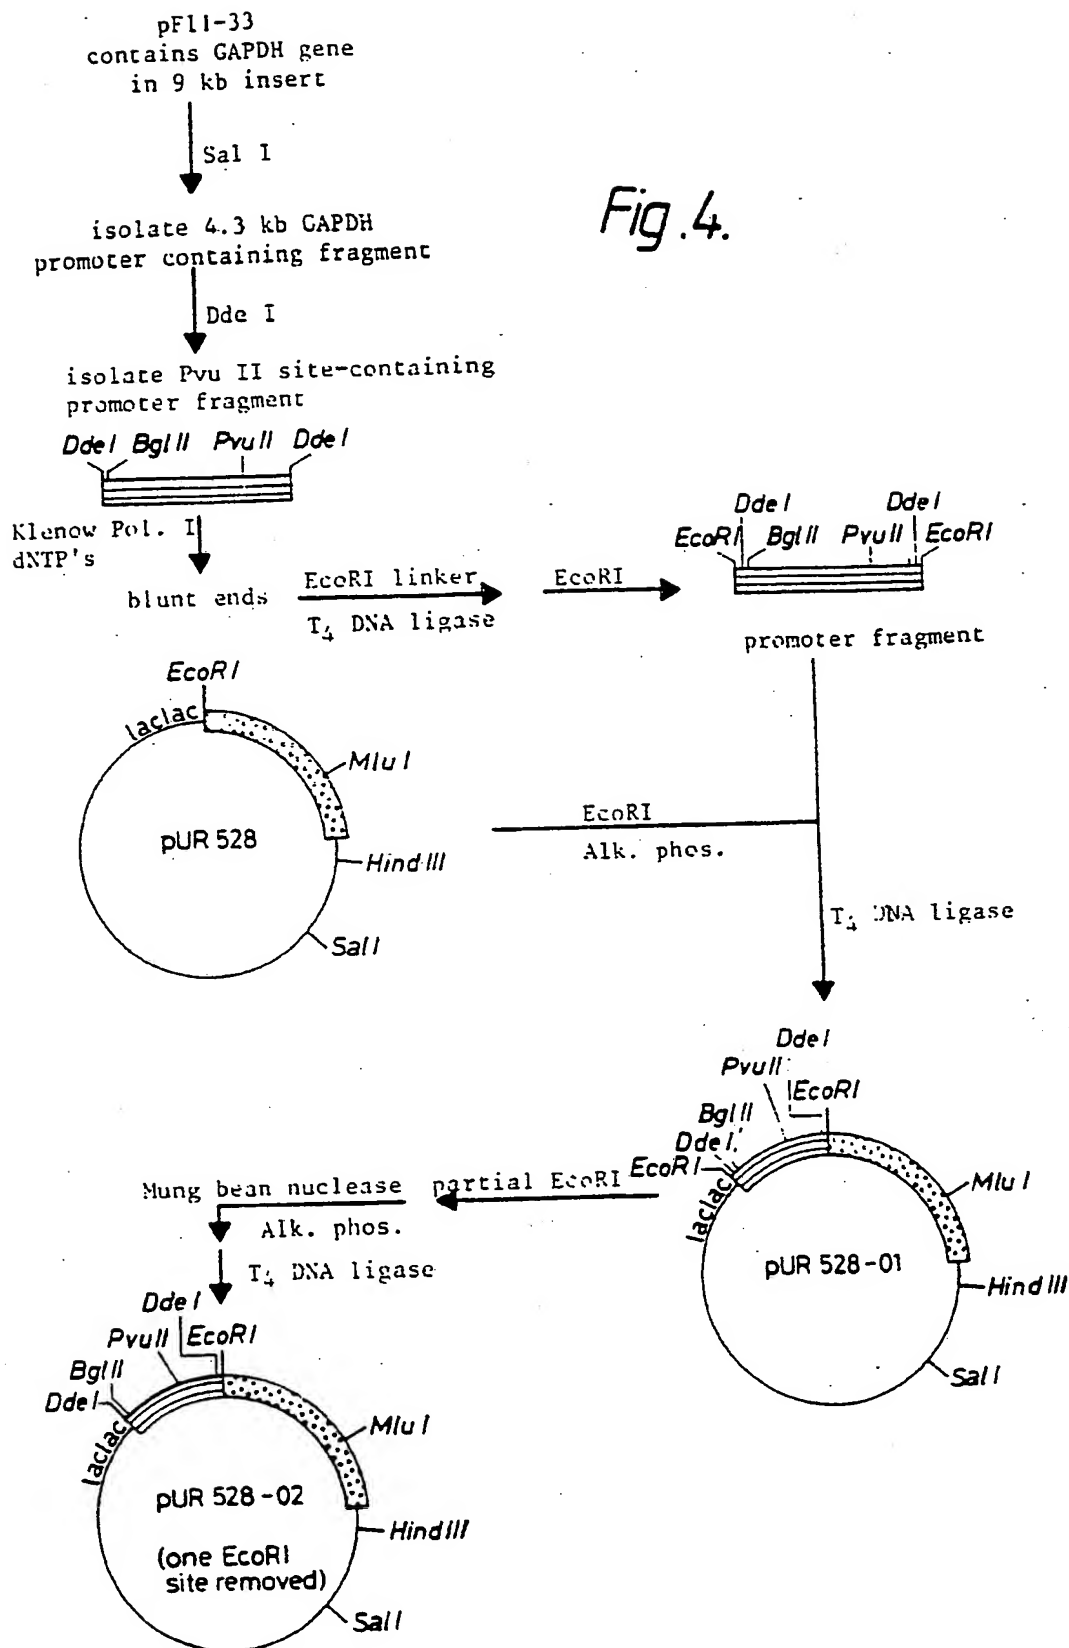 pFl1-33
contains GAPDH gene
in 9 kb insert
Sal I
Fig.4.
isolate 4.3 kb GAPDH
promoter containing fragment
Dde I
isolate Pvu II site-containing
promoter fragment
DdeI BglII PvuII DdeI
Klenow Pol. I
dNTP's
blunt ends
EcoRI linker
T4 DNA ligase
EcoRI
DdeI DdeI
EcoRI BglII PvuII EcoRI
promoter fragment
EcoRI
laclac
MluI
pUR 528
HindIII
SalI
EcoRI
Alk. phos.
T4 DNA ligase
DdeI
PvuII
EcoRI
BglII
DdeI
EcoRI
laclac
MluI
pUR 528-01
HindIII
SalI
partial EcoRI
Mung bean nuclease
Alk. phos.
T4 DNA ligase
DdeI
PvuII EcoRI
BglII
DdeI
laclac
MluI
pUR 528-02
(one EcoRI
site removed)
HindIII
SalI